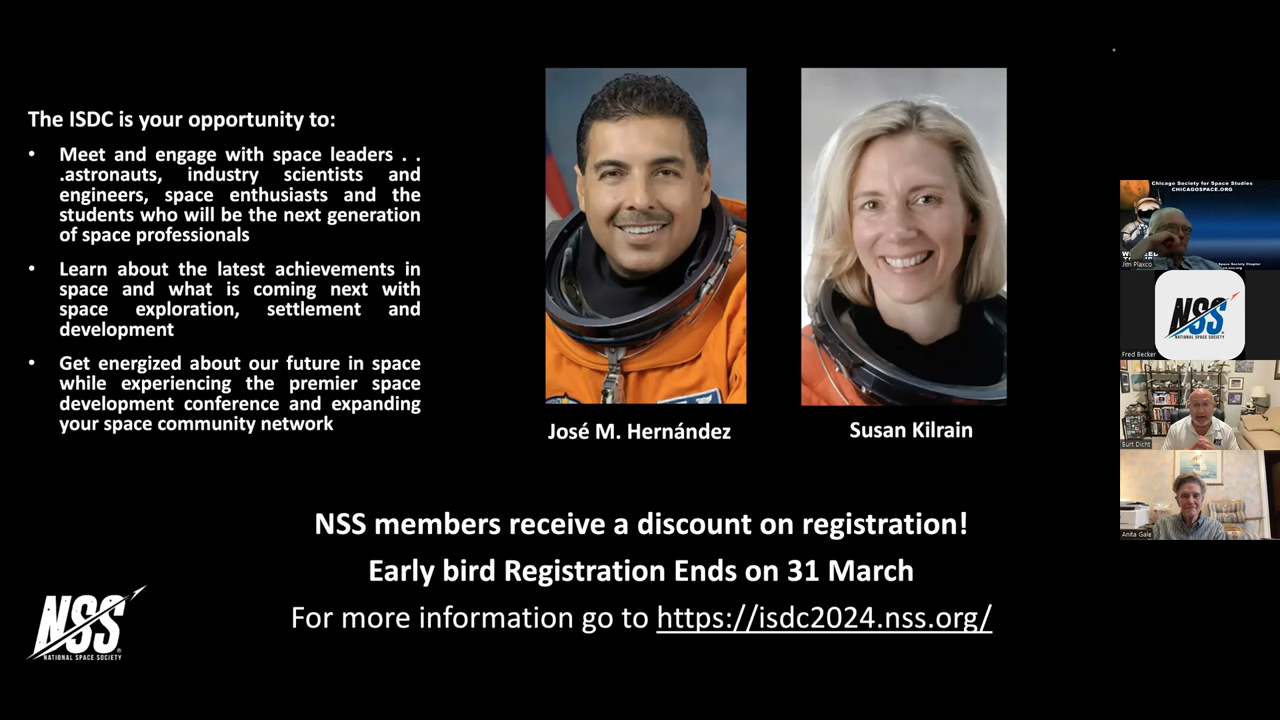 The ISDC is your opportunity to:
• Meet and engage with space leaders . .
.astronauts, industry scientists and
engineers, space enthusiasts and the
students who will be the next generation
of space professionals
• Learn about the latest achievements in
space and what is coming next with
space exploration, settlement and
development
• Get energized about our future in space
while experiencing the premier space
development conference and expanding
your space community network
José M. Hernández
Susan Kilrain
NSS members receive a discount on registration!
Early bird Registration Ends on 31 March
For more information go to https://isdc2024.nss.org/
NSS
NATIONAL SPACE SOCIETY
Chicago Society for Space Studies
CHICAGOSPACE.ORG
Space Society Chapter
Jim Plaxco
NSS
NATIONAL SPACE SOCIETY
Fred Becker
Burt Dicht
Anita Gale